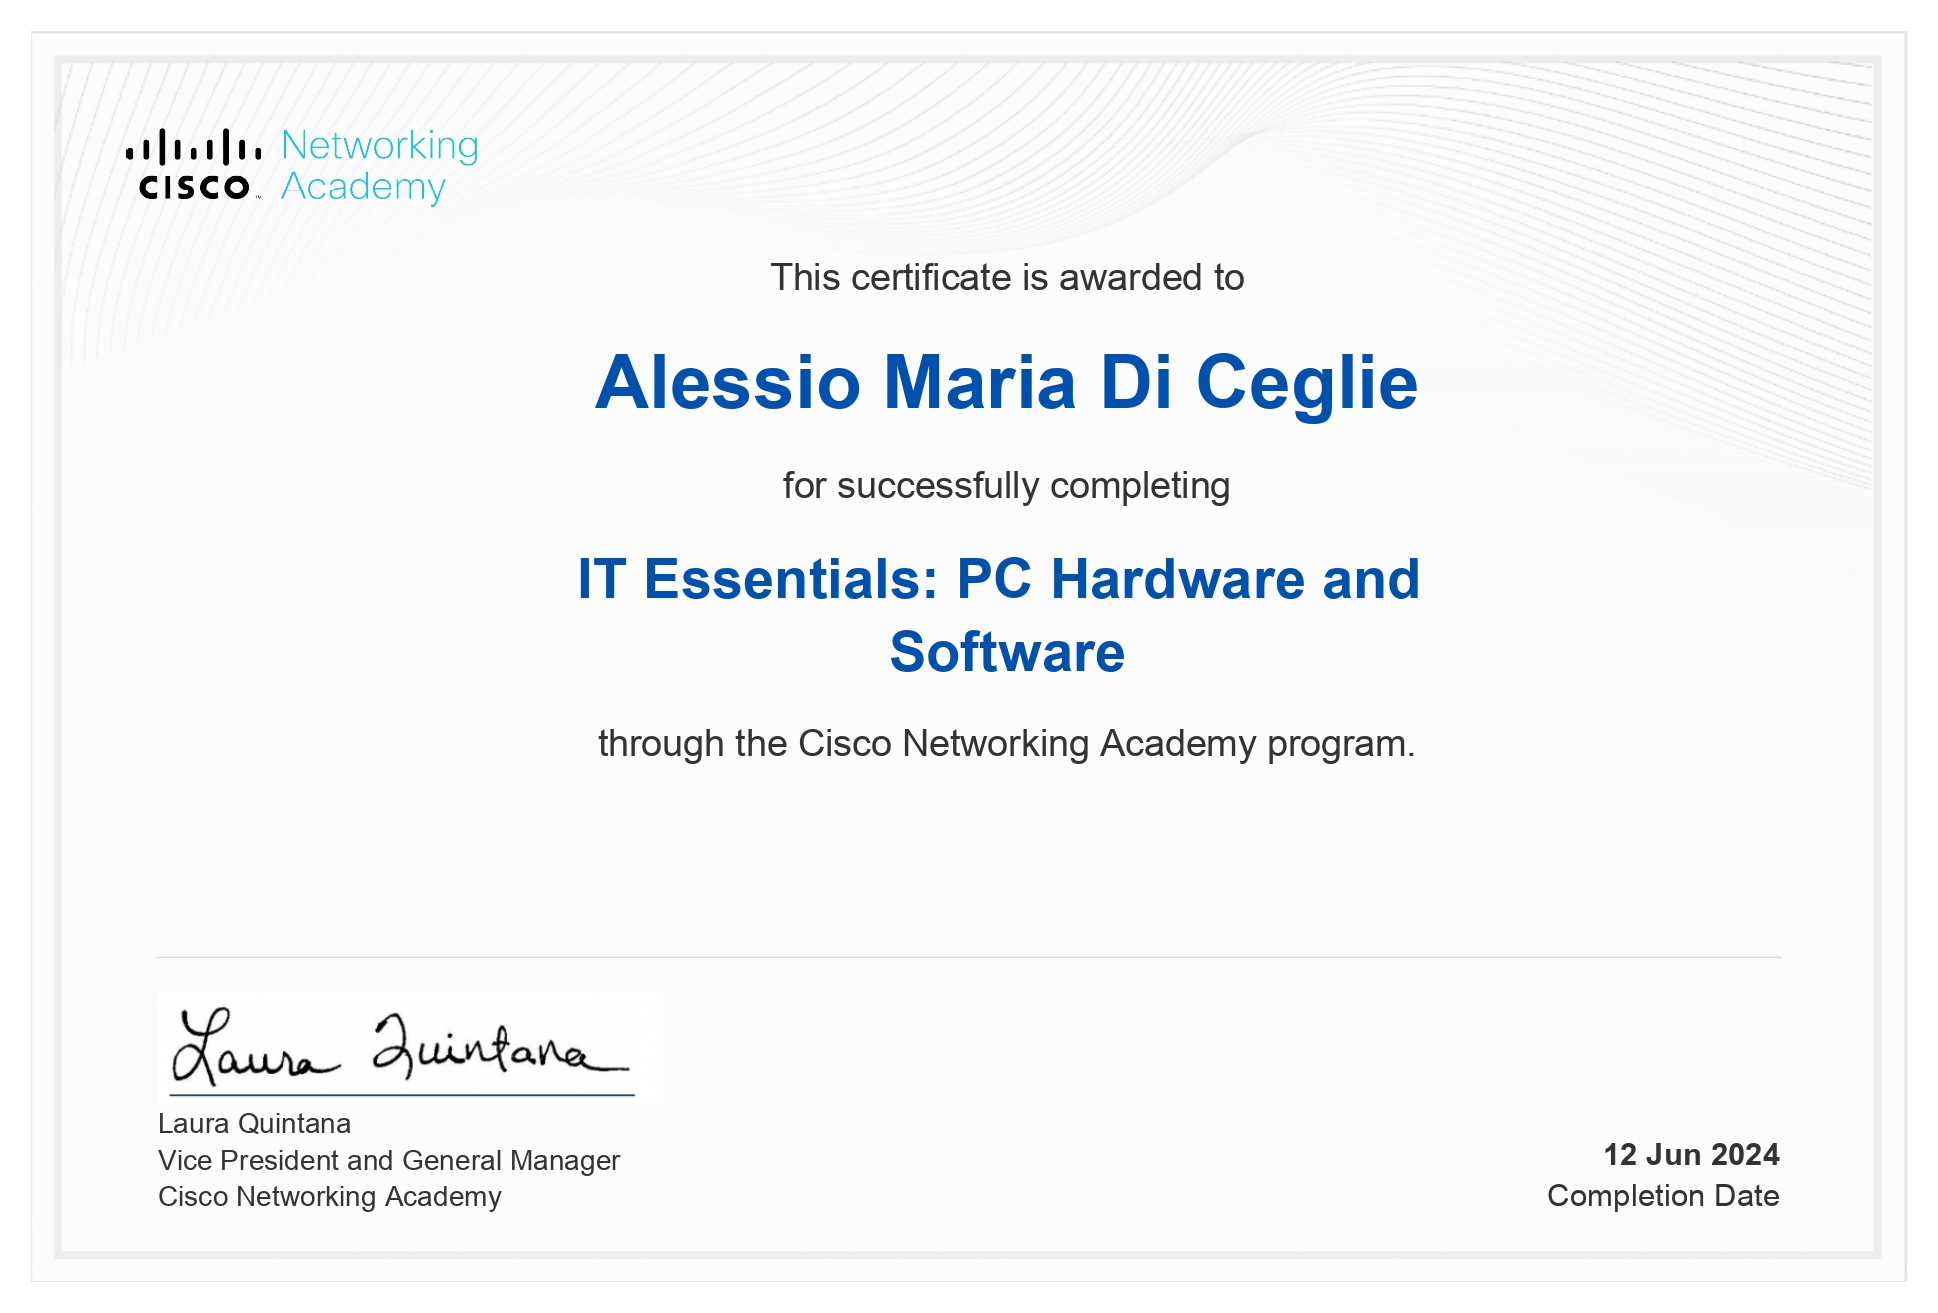 CISCO™
Networking
Academy
This certificate is awarded to
Alessio Maria Di Ceglie
for successfully completing
IT Essentials: PC Hardware and
Software
through the Cisco Networking Academy program.
Laura Quintana
Laura Quintana
Vice President and General Manager
Cisco Networking Academy
12 Jun 2024
Completion Date